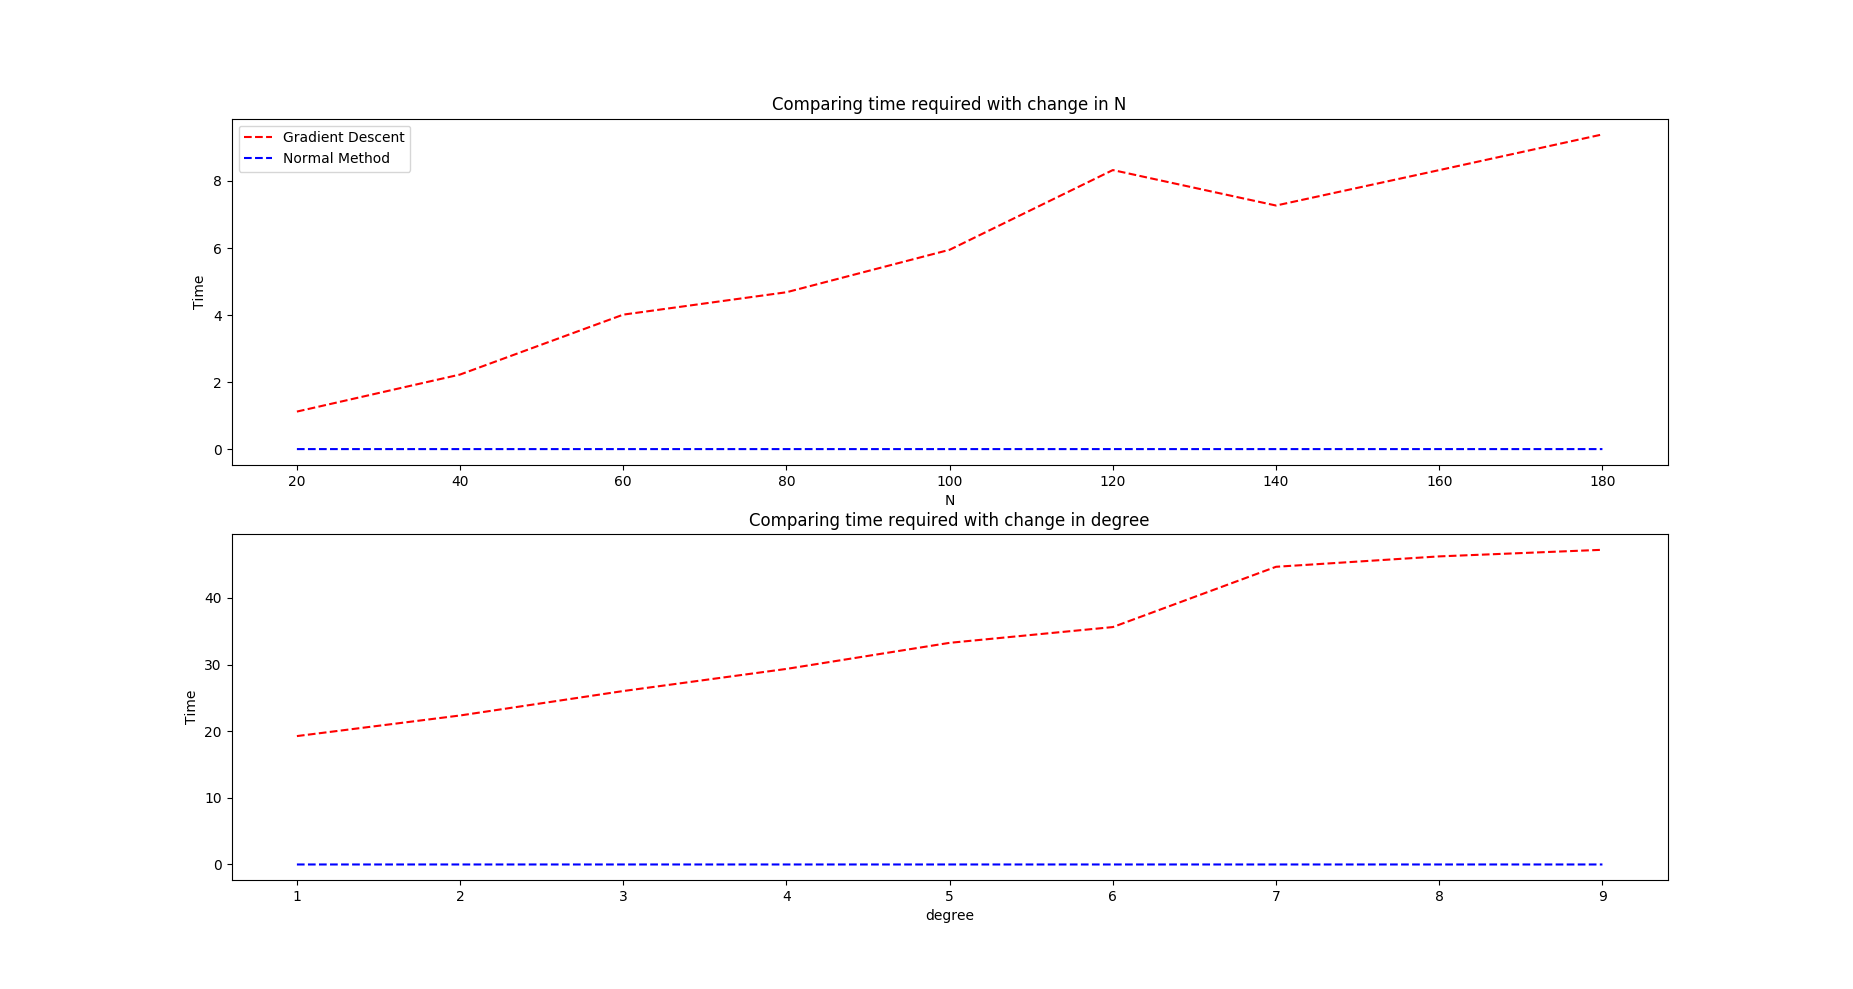 Comparing time required with change in N
Gradient Descent
Normal Method
8
6
4
2
0
Time
20 40 60 80 100 120 140 160 180
N
Comparing time required with change in degree
40
30
20
10
0
Time
1 2 3 4 5 6 7 8 9
degree